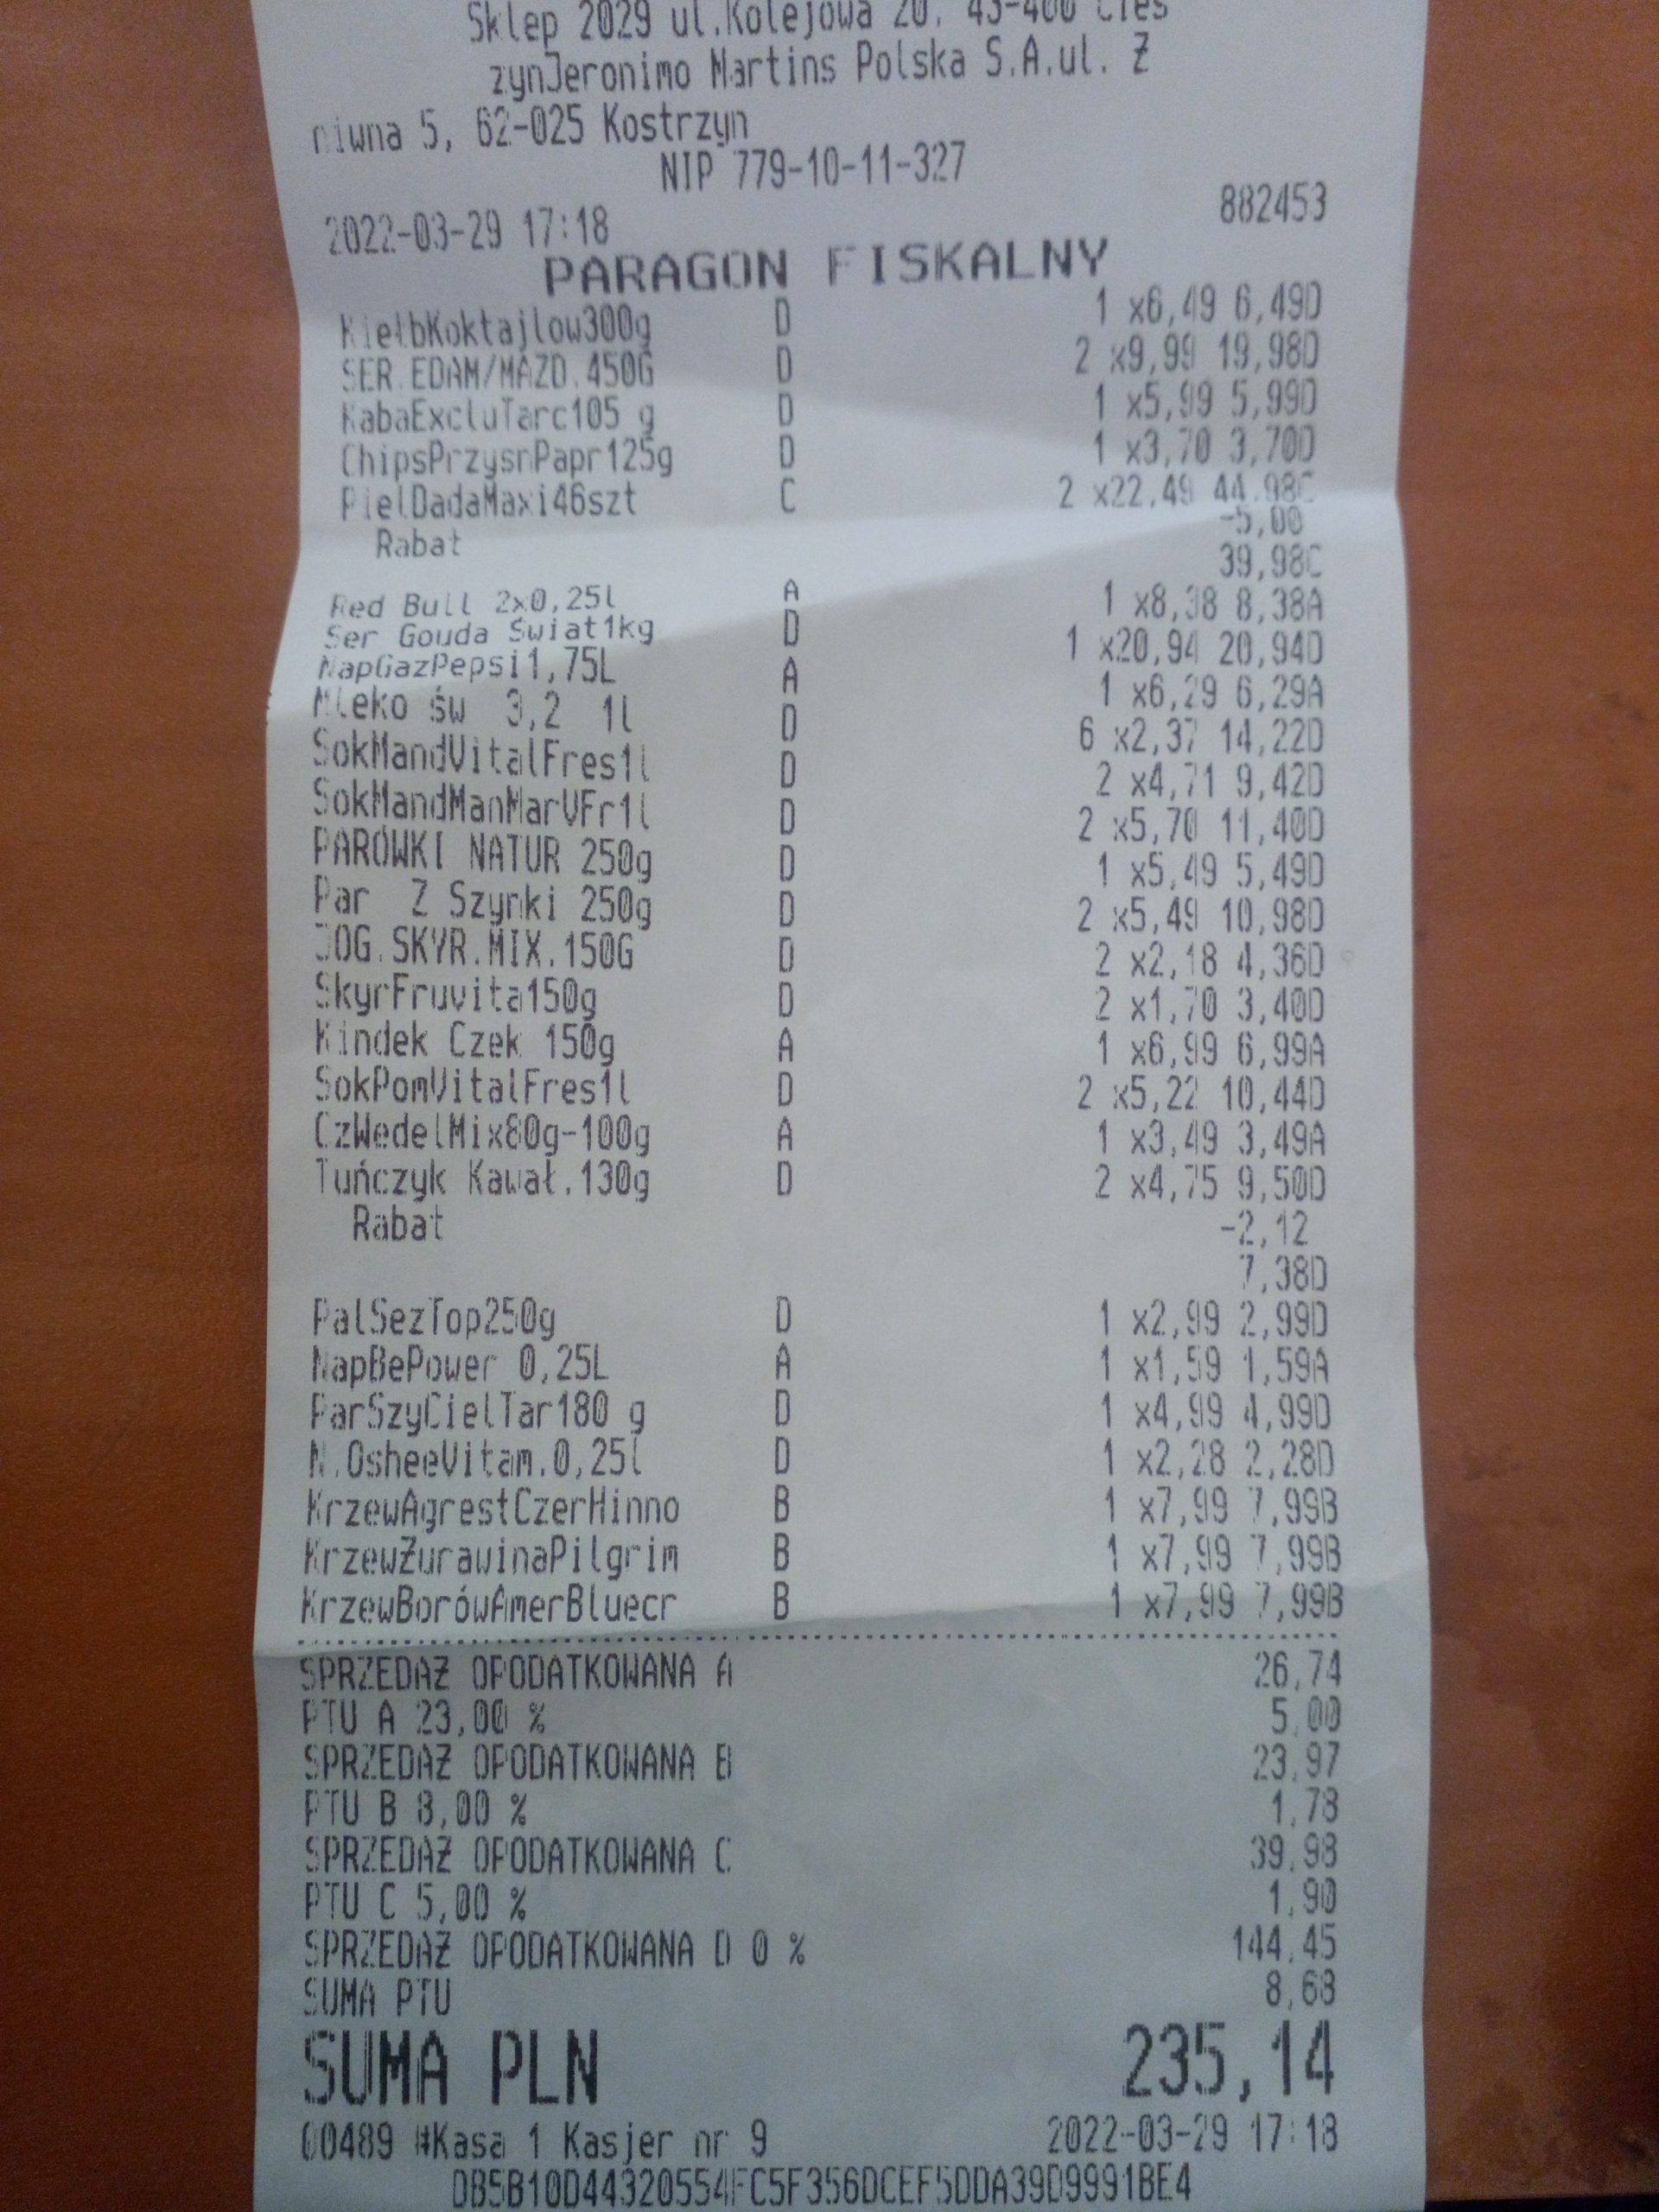 Sklep 2029 ul.Kolejowa 20, 43-400 Cies
zynJeronimo Martins Polska S.A.ul. Ż
niwna 5, 62-025 Kostrzyn
NIP 779-10-11-327
2022-03-29 17:18 882453
PARAGON FISKALNY
KiełbKoktajlow300g D 1 x6,49 6,49D
SER.EDAM/MAZD.450G D 2 x9,99 19,98D
KabaExcluTarc105 g D 1 x5,99 5,99D
ChipsPrzysnPapr125g D 1 x3,70 3,70D
PielDadaMaxi46szt C 2 x22,49 44,98C
Rabat -5,00
39,98C
Red Bull 2x0,25l A 1 x8,38 8,38A
Ser Gouda Świat1kg D 1 x20,94 20,94D
NapGazPepsi1,75L A 1 x6,29 6,29A
Mleko św 3,2 1l D 6 x2,37 14,22D
SokMandVitalFres1l D 2 x4,71 9,42D
SokMandManMarVFr1l D 2 x5,70 11,40D
PARÓWKI NATUR 250g D 1 x5,49 5,49D
Par Z Szynki 250g D 2 x5,49 10,98D
JOG.SKYR.MIX.150G D 2 x2,18 4,36D
SkyrFruvita150g D 2 x1,70 3,40D
Kindek Czek 150g A 1 x6,99 6,99A
SokPomVitalFres1l D 2 x5,22 10,44D
CzWedelMix80g-100g A 1 x3,49 3,49A
Tuńczyk Kawał.130g D 2 x4,75 9,50D
Rabat -2,12
7,38D
PalSezTop250g D 1 x2,99 2,99D
NapBePower 0,25L A 1 x1,59 1,59A
ParSzyCielTar180 g D 1 x4,99 4,99D
N.OsheeVitam.0,25l D 1 x2,28 2,28D
KrzewAgrestCzerHinno B 1 x7,99 7,99B
KrzewŻurawinaPilgrim B 1 x7,99 7,99B
KrzewBorówAmerBluecr B 1 x7,99 7,99B
SPRZEDAŻ OPODATKOWANA A 26,74
PTU A 23,00 % 5,00
SPRZEDAŻ OPODATKOWANA B 23,97
PTU B 8,00 % 1,78
SPRZEDAŻ OPODATKOWANA C 39,98
PTU C 5,00 % 1,90
SPRZEDAŻ OPODATKOWANA D 0 % 144,45
SUMA PTU 8,68
SUMA PLN 235,14
00489 #Kasa 1 Kasjer nr 9 2022-03-29 17:18
DB5B10D44320554FC5F356DCEF5DDA39D9991BE4